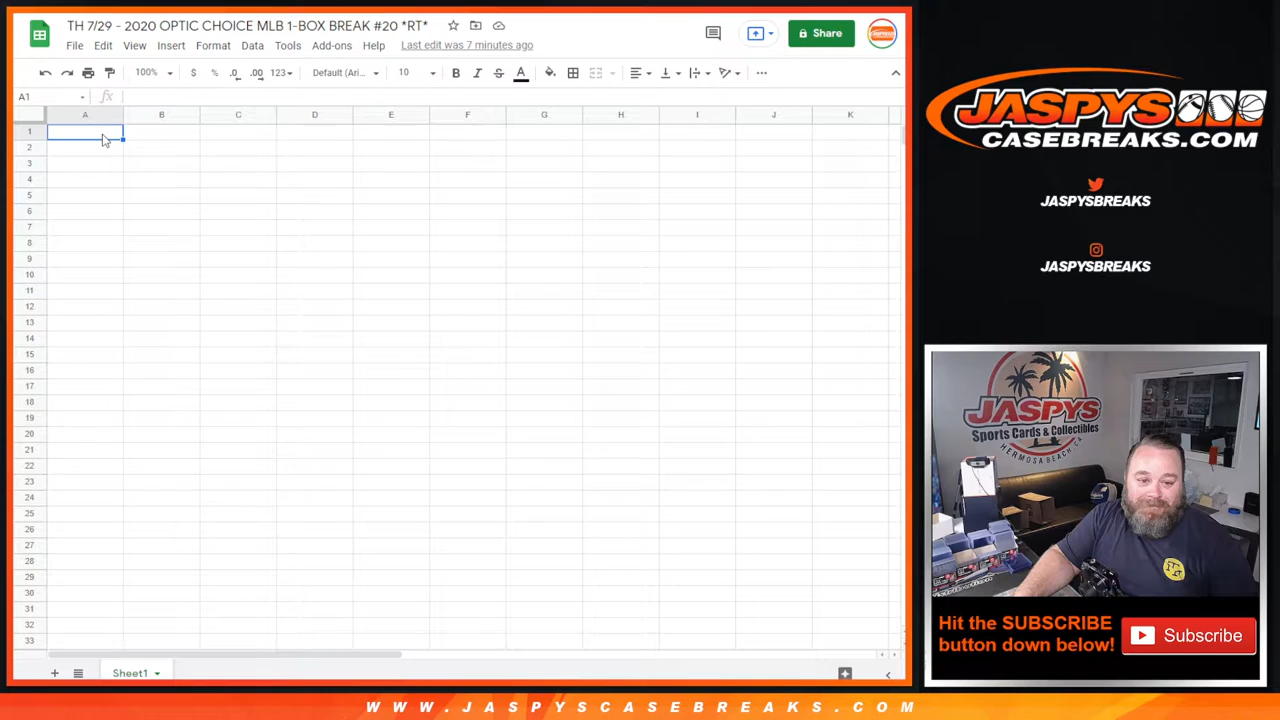 TH 7/29 - 2020 OPTIC CHOICE MLB 1-BOX BREAK #20 *RT*
File Edit View Insert Format Data Tools Add-ons Help Last edit was 7 minutes ago
Share
100% $ % .0 .00 123 Default (Ari... 10 B I S A
A1 fx
A B C D E F G H I J K
1
2
3
4
5
6
7
8
9
10
11
12
13
14
15
16
17
18
19
20
21
22
23
24
25
26
27
28
29
30
31
32
33
Sheet1
JASPYS
CASEBREAKS.COM
JASPYSBREAKS
JASPYSBREAKS
JASPYS
Sports Cards & Collectibles
HERMOSA BEACH, CA
Hit the SUBSCRIBE
button down below!
Subscribe
WWW.JASPYSCASEBREAKS.COM